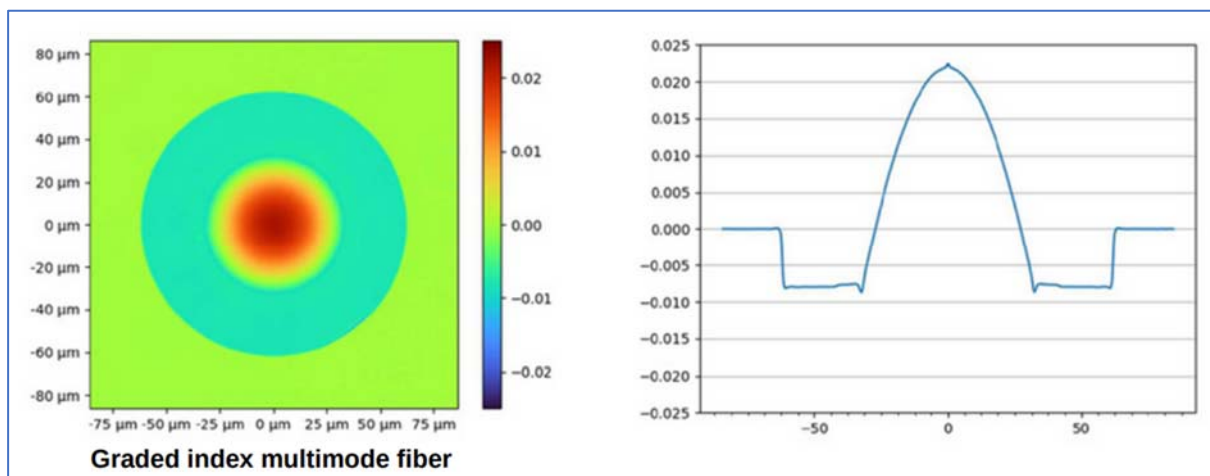 80 µm
60 µm
40 µm
20 µm
0 µm
-20 µm
-40 µm
-60 µm
-80 µm
-75 µm -50 µm -25 µm 0 µm 25 µm 50 µm 75 µm
0.02
0.01
0.00
−0.01
−0.02
Graded index multimode fiber
0.025
0.020
0.015
0.010
0.005
0.000
−0.005
−0.010
−0.015
−0.020
−0.025
−50 0 50